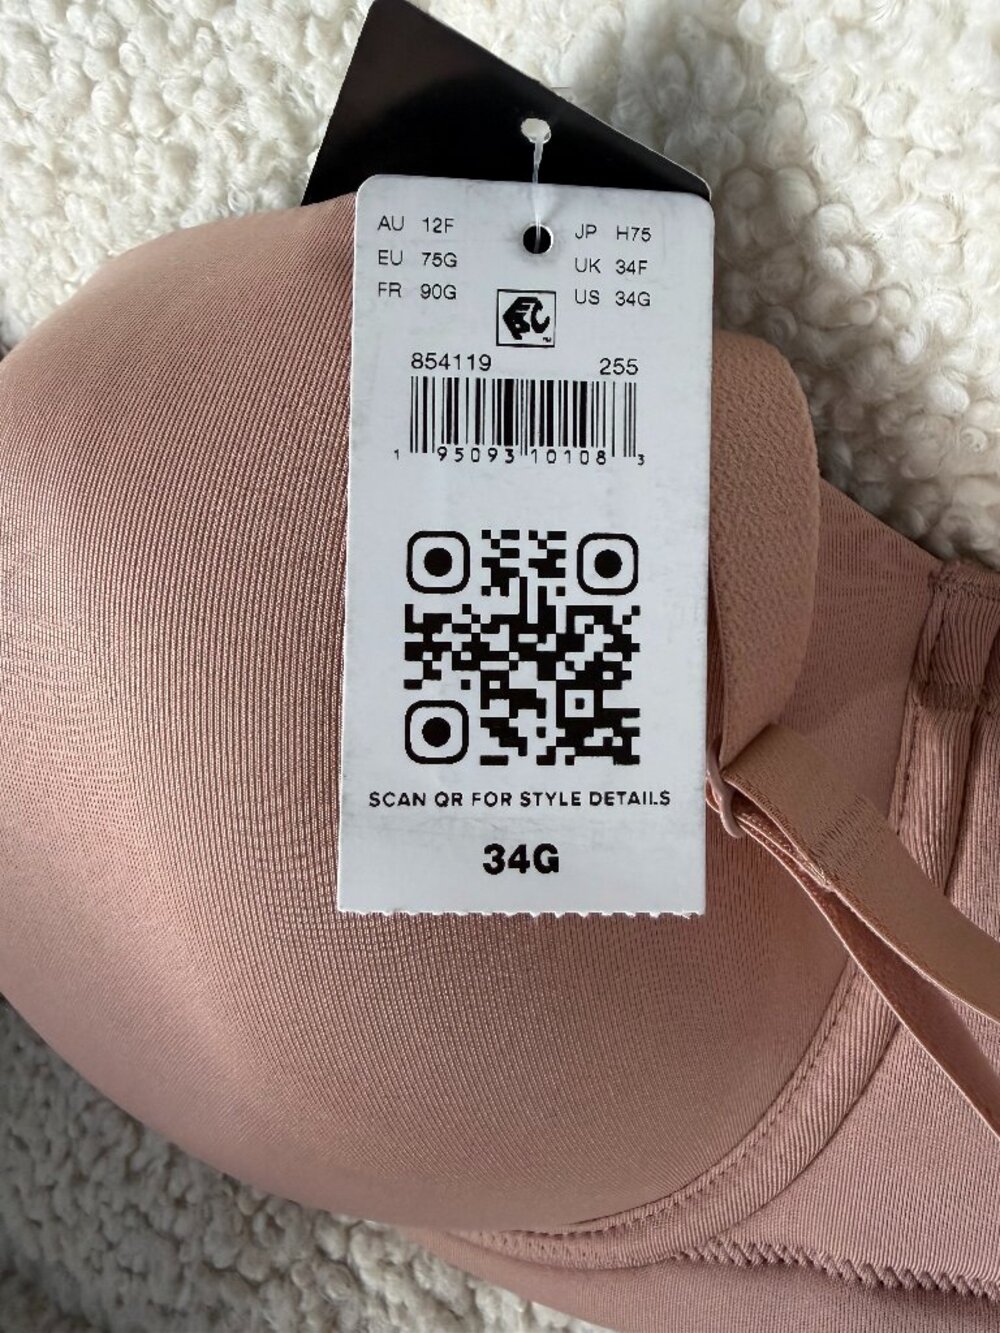 AU 12F
EU 75G
FR 90G
JP H75
UK 34F
US 34G
854119 255
1 95093 10108 3
SCAN QR FOR STYLE DETAILS
34G